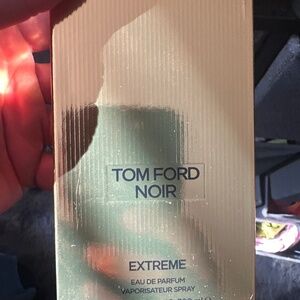 TOM FORD
NOIR
EXTREME
EAU DE PARFUM
VAPORISATEUR SPRAY